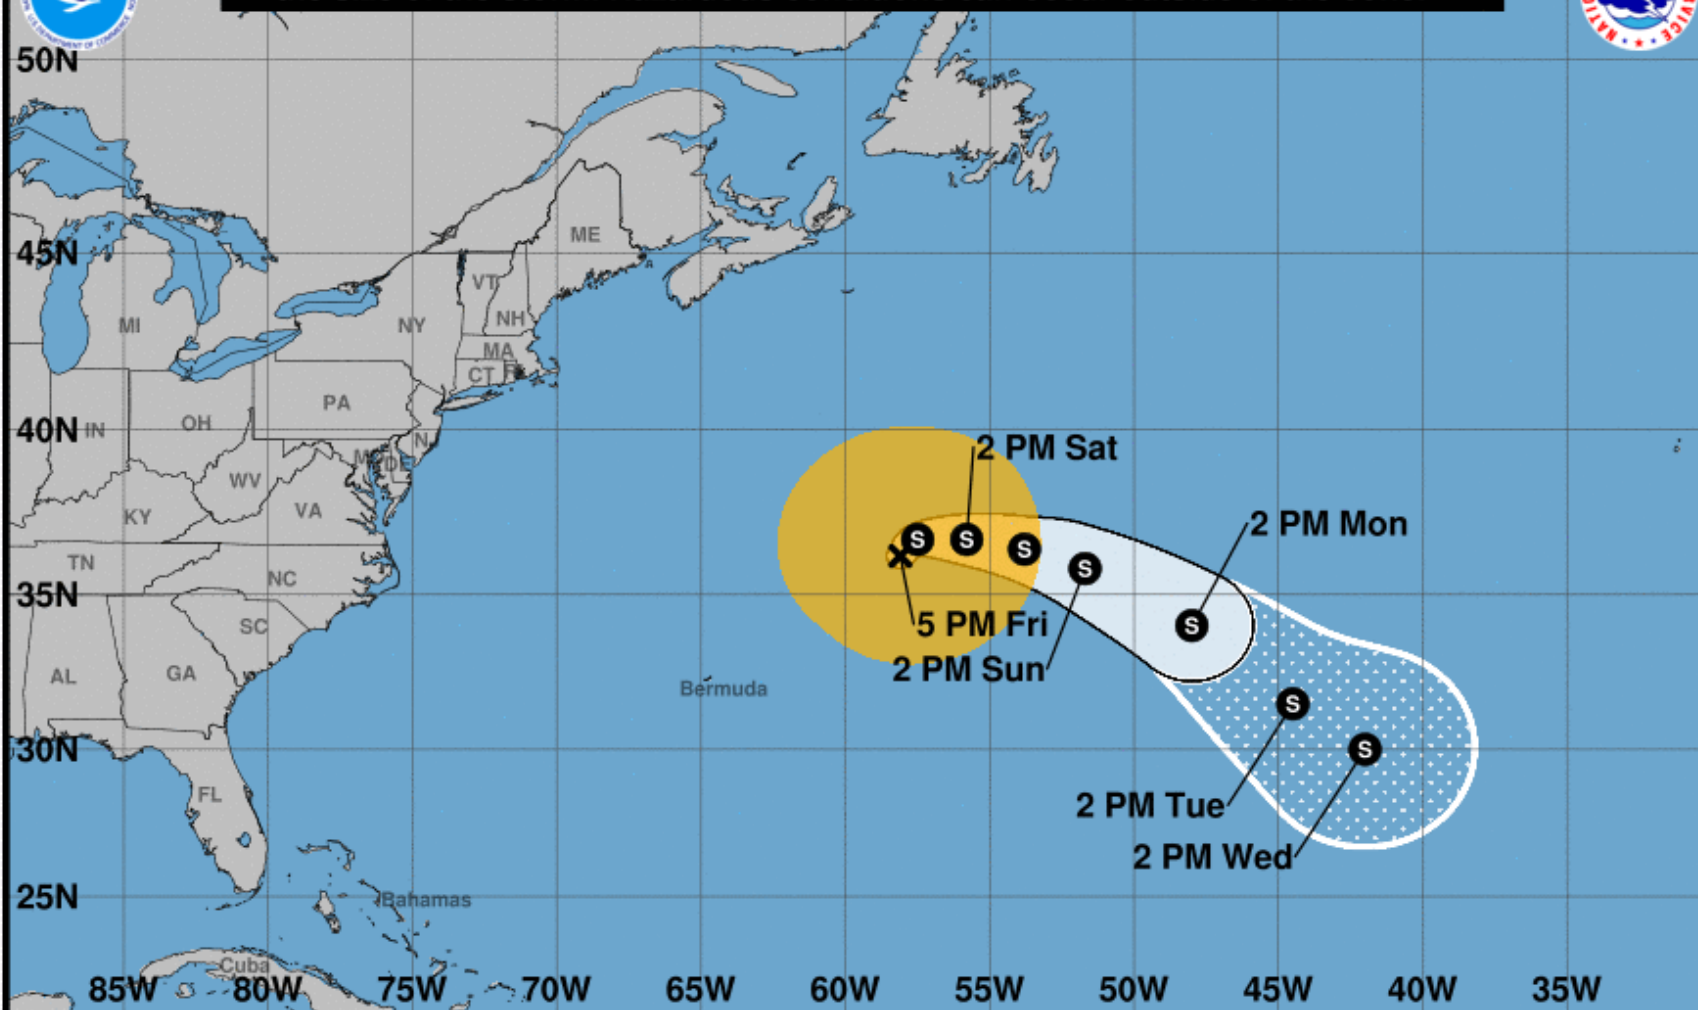 U.S. DEPARTMENT OF COMMERCE
50N
45N
ME
VT
NH
MI
NY
MA
CT
PA
40N
IN
OH
DE
WV
KY
VA
2 PM Sat
2 PM Mon
TN
NC
35N
S
S
S
S
S
S
S
5 PM Fri
SC
2 PM Sun
AL
GA
Bermuda
30N
FL
2 PM Tue
2 PM Wed
25N
Bahamas
Cuba
85W 80W 75W 70W 65W 60W 55W 50W 45W 40W 35W